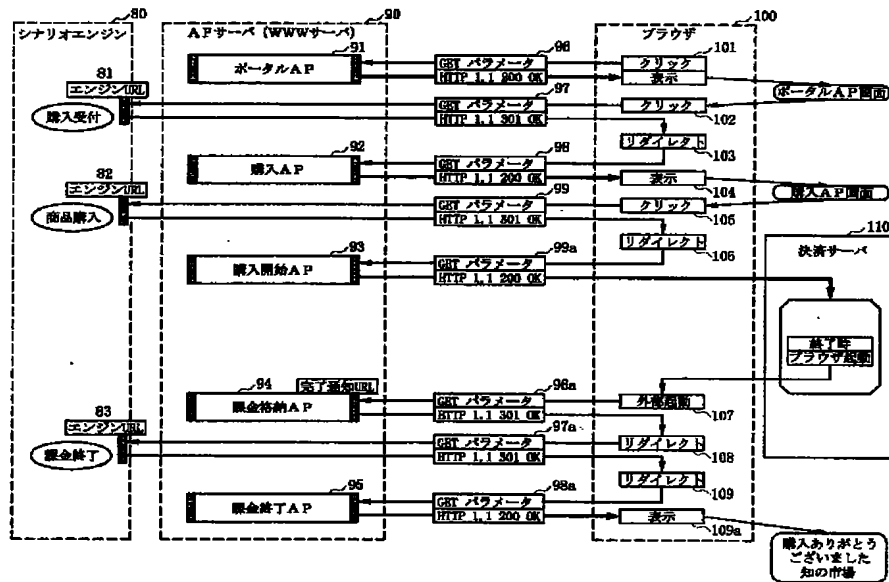 80
90
100
シナリオエンジン
APサーバ (WWWサーバ)
ブラウザ
91
96
101
ポータルAP
GET パラメータ
HTTP 1.1 200 OK
クリック
表示
ポータルAP画面
81
エンジンURL
購入受付
97
GET パラメータ
HTTP 1.1 301 OK
クリック
102
リダイレクト
103
92
購入AP
98
GET パラメータ
HTTP 1.1 200 OK
表示
104
購入AP画面
82
エンジンURL
商品購入
99
GET パラメータ
HTTP 1.1 301 OK
クリック
105
リダイレクト
106
110
決済サーバ
93
購入開始AP
99a
GET パラメータ
HTTP 1.1 200 OK
終了時
ブラウザ起動
94
完了通知URL
課金格納AP
96a
GET パラメータ
HTTP 1.1 301 OK
外部起動
107
83
エンジンURL
課金終了
97a
GET パラメータ
HTTP 1.1 301 OK
リダイレクト
108
リダイレクト
109
95
課金終了AP
98a
GET パラメータ
HTTP 1.1 200 OK
表示
109a
購入ありがとう
ございました
知の市場